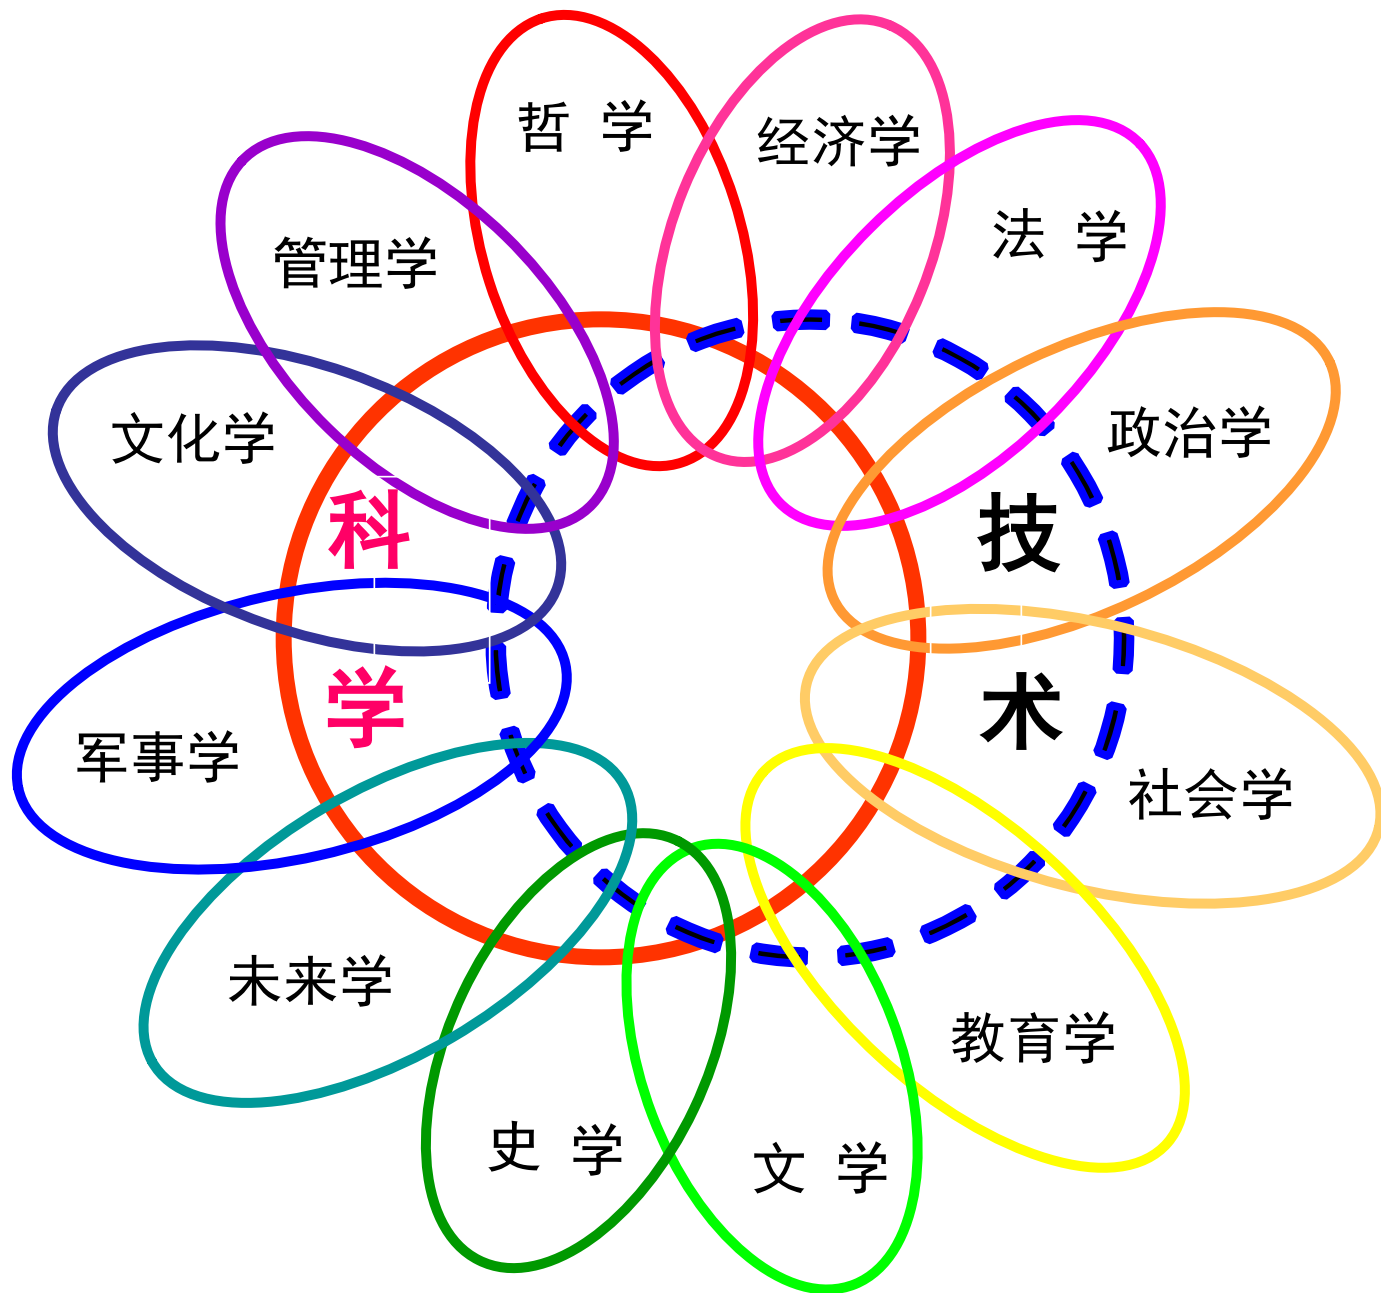 哲 学
经济学
法 学
管理学
文化学
政治学
科
学
技
术
军事学
社会学
未来学
教育学
史 学
文 学